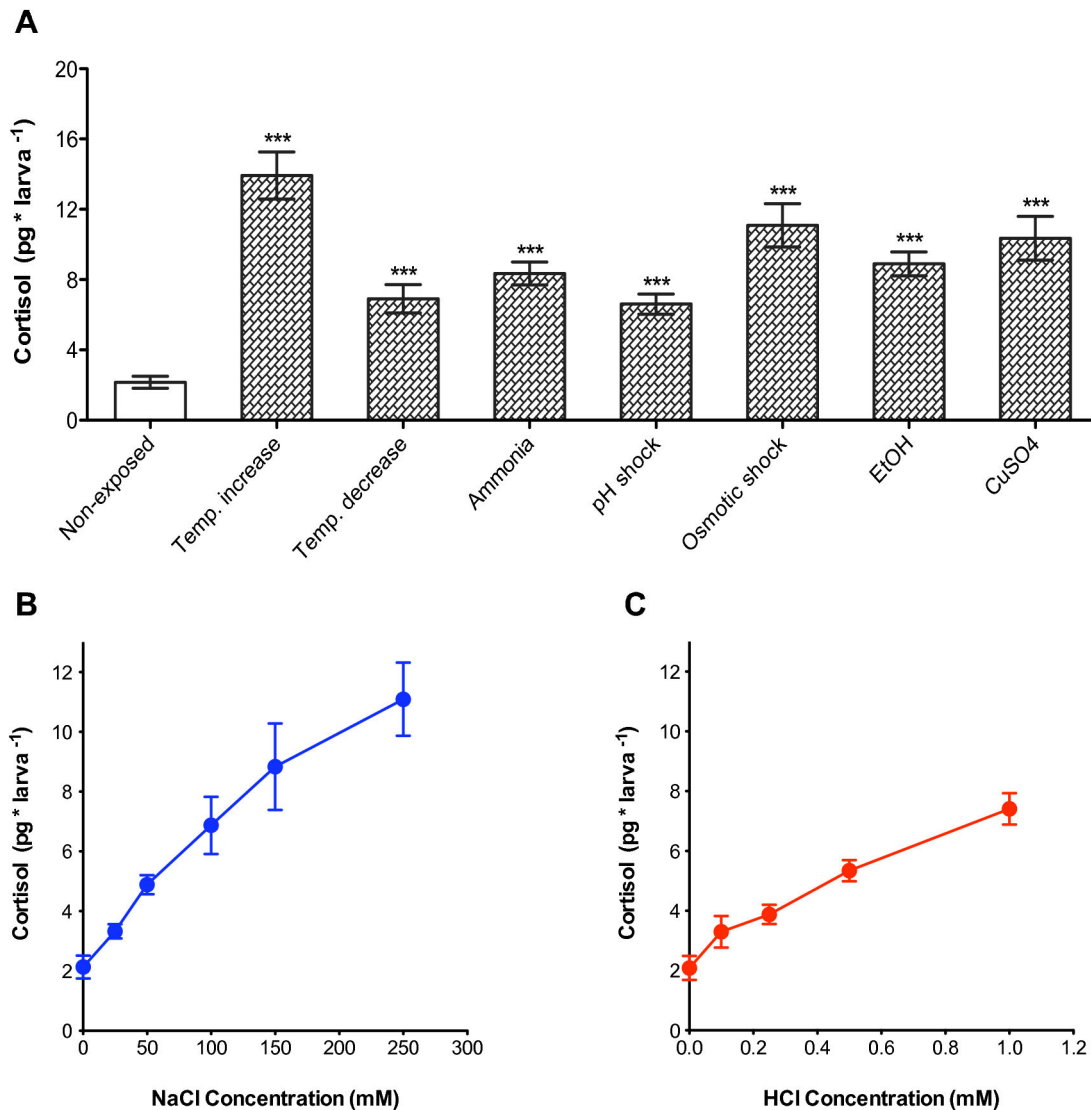 A
Cortisol (pg * larva -1)
20
16
12
8
4
0
***
***
***
***
***
***
***
Non-exposed
Temp. increase
Temp. decrease
Ammonia
pH shock
Osmotic shock
EtOH
CuSO4
B
Cortisol (pg * larva -1)
12
10
8
6
4
2
0
0 50 100 150 200 250 300
NaCl Concentration (mM)
C
Cortisol (pg * larva -1)
12
10
8
6
4
2
0
0.0 0.2 0.4 0.6 0.8 1.0 1.2
HCl Concentration (mM)